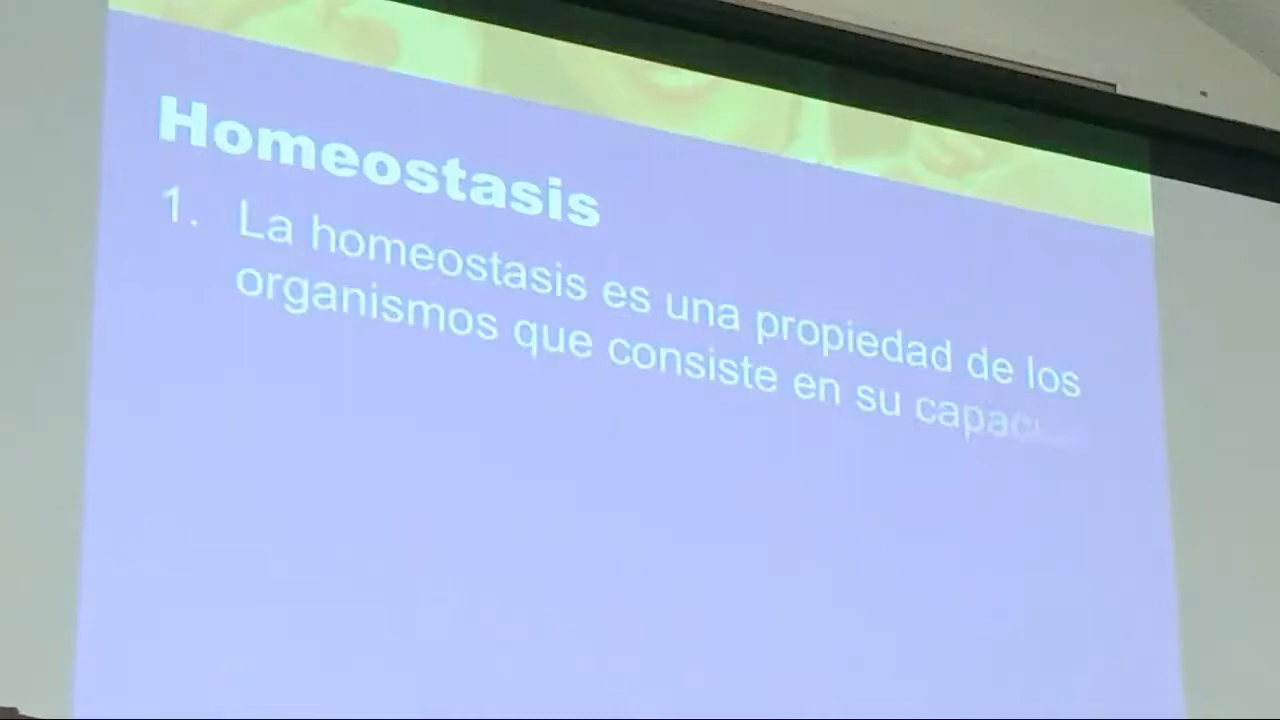 Homeostasis
1. La homeostasis es una propiedad de los
organismos que consiste en su